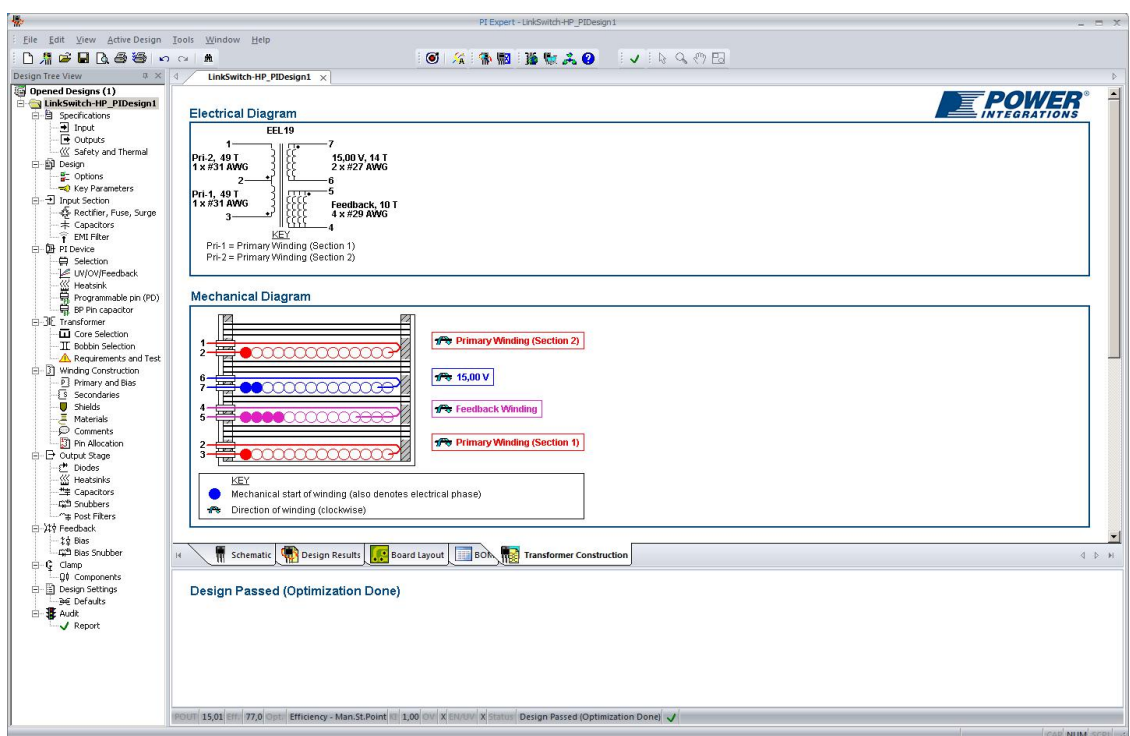 PI Expert - LinkSwitch-HP_PIDesign1
File Edit View Active Design Tools Window Help
Design Tree View
LinkSwitch-HP_PIDesign1
Opened Designs (1)
LinkSwitch-HP_PIDesign1
Specifications
Input
Outputs
Safety and Thermal
Design
Options
Key Parameters
Input Section
Rectifier, Fuse, Surge
Capacitors
EMI Filter
PI Device
Selection
UV/OV/Feedback
Heatsink
Programmable pin (PD)
BP Pin capacitor
Transformer
Core Selection
Bobbin Selection
Requirements and Test
Winding Construction
Primary and Bias
Secondaries
Shields
Materials
Comments
Pin Allocation
Output Stage
Diodes
Heatsinks
Capacitors
Snubbers
Post Filters
Feedback
Bias
Bias Snubber
Clamp
Components
Design Settings
Defaults
Audit
Report
POWER
INTEGRATIONS
Electrical Diagram
EEL19
1
7
Pri-2, 49 T
1 x #31 AWG
15,00 V, 14 T
2 x #27 AWG
2
6
5
Pri-1, 49 T
1 x #31 AWG
Feedback, 10 T
4 x #29 AWG
3
4
KEY
Pri-1 = Primary Winding (Section 1)
Pri-2 = Primary Winding (Section 2)
Mechanical Diagram
1
2
Primary Winding (Section 2)
6
7
15,00 V
4
5
Feedback Winding
2
3
Primary Winding (Section 1)
KEY
Mechanical start of winding (also denotes electrical phase)
Direction of winding (clockwise)
Schematic Design Results Board Layout BOM Transformer Construction
Design Passed (Optimization Done)
POUT 15,01 Eff: 77,0 Opt: Efficiency - Man.St.Point KI 1,00 OV X EN/UV X Status Design Passed (Optimization Done)
CAP NUM SCRL